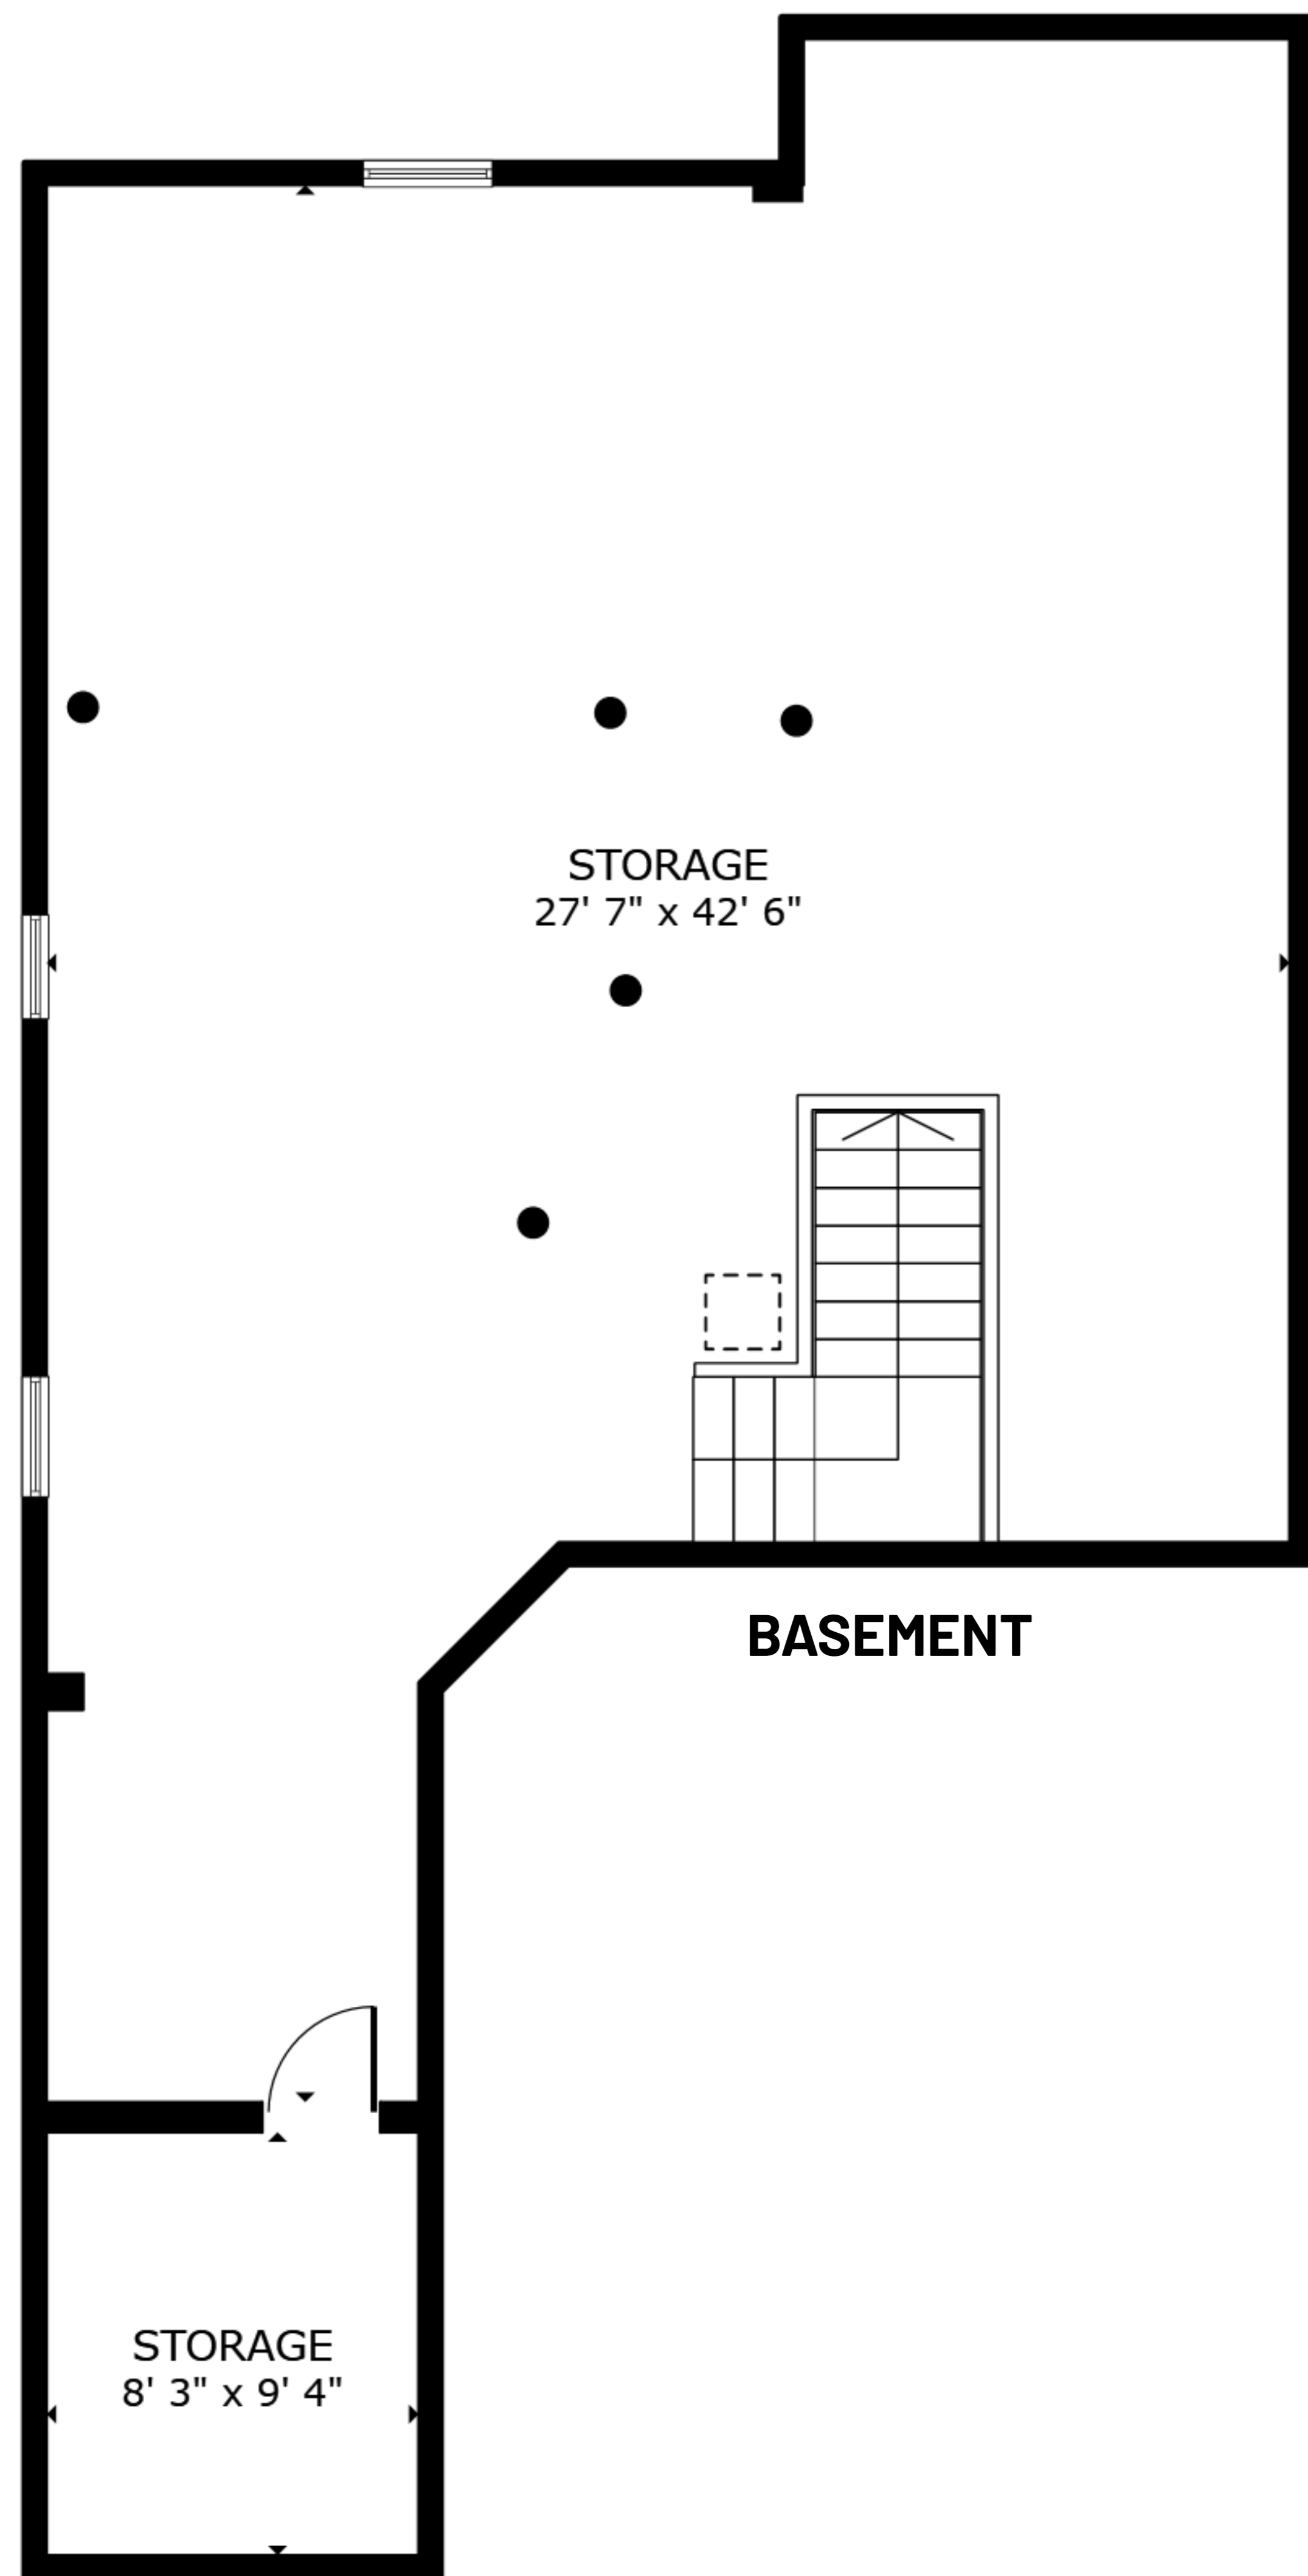 STORAGE
27' 7" x 42' 6"
BASEMENT
STORAGE
8' 3" x 9' 4"